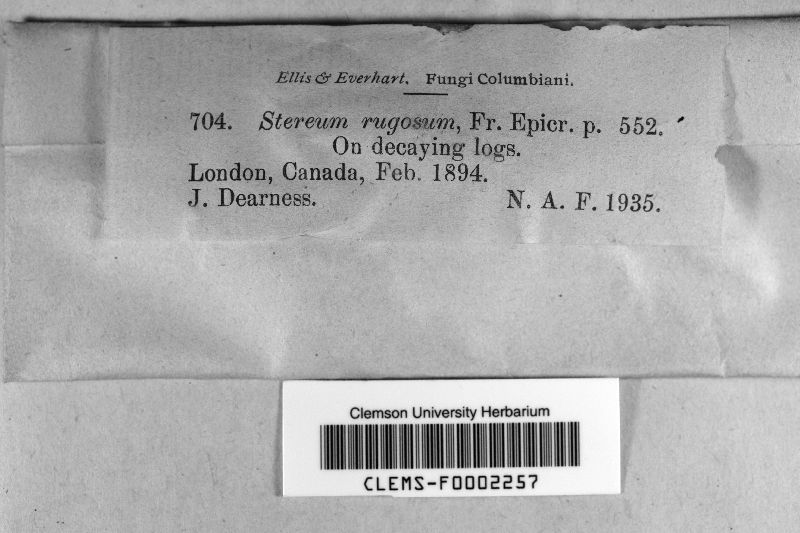 Ellis & Everhart. Fungi Columbiani.
704. Stereum rugosum, Fr. Epicr. p. 552.
On decaying logs.
London, Canada, Feb. 1894.
J. Dearness. N. A. F. 1935.
Clemson University Herbarium
CLEMS-F0002257